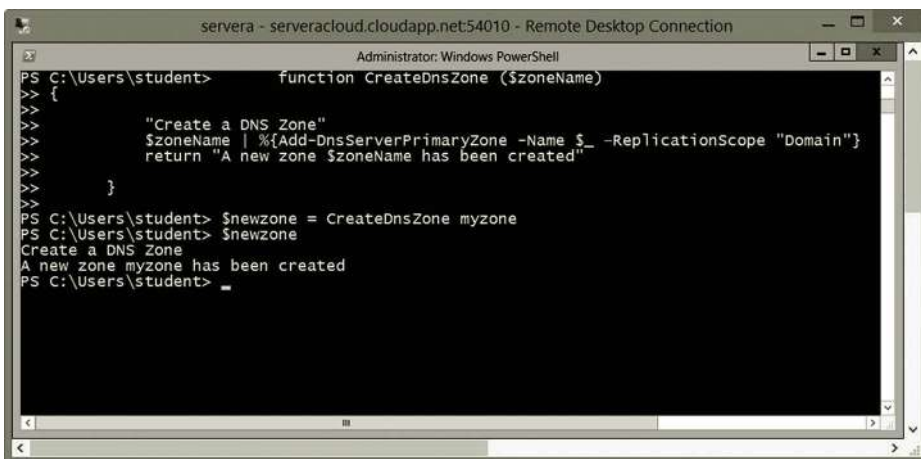 servera - serveracloud.cloudapp.net:54010 - Remote Desktop Connection
Administrator: Windows PowerShell
PS C:\Users\student>        function CreateDnsZone ($zoneName)
>> {
>>
>>            "Create a DNS Zone"
>>            $zoneName | %{Add-DnsServerPrimaryZone -Name $_ -ReplicationScope "Domain"}
>>            return "A new zone $zoneName has been created"
>>
>>        }
>>
PS C:\Users\student> $newzone = CreateDnsZone myzone
PS C:\Users\student> $newzone
Create a DNS Zone
A new zone myzone has been created
PS C:\Users\student> _